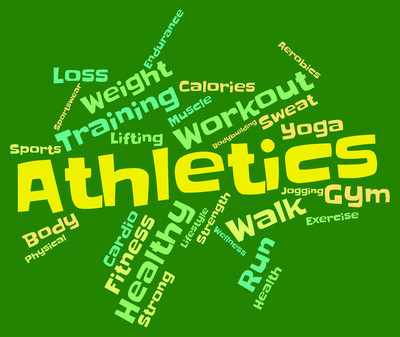 Endurance
Aerobics
Loss
Weight
Sportswear
Calories
Training
Muscle
Workout
Sweat
Bodybuilding
Yoga
Lifting
Sports
Athletics
Jogging
Gym
Body
Physical
Cardio
Fitness
Healthy
Strong
Lifestyle
Strength
Wellness
Walk
Exercise
Run
Health